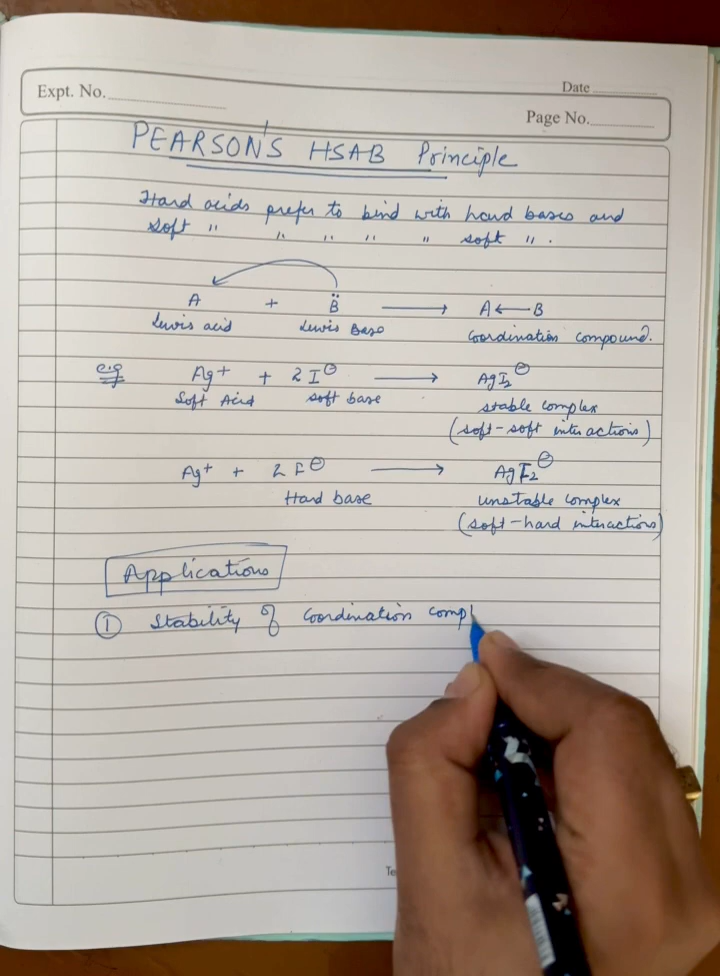 Expt. No.
Date
Page No.
PEARSON'S HSAB Principle
Hard acids prefer to bind with hard bases and
soft " " " " " soft " .
A + B̈ → A ← B
Lewis acid Lewis Base Coordination compound.
e.g Ag+ + 2 I⊖ → AgI2⊖
Soft Acid soft base stable complex
(soft-soft interactions)
Ag+ + 2 F⊖ → AgF2⊖
Hard base unstable complex
(soft-hard interactions)
Applications
① Stability of Coordination compl
Te